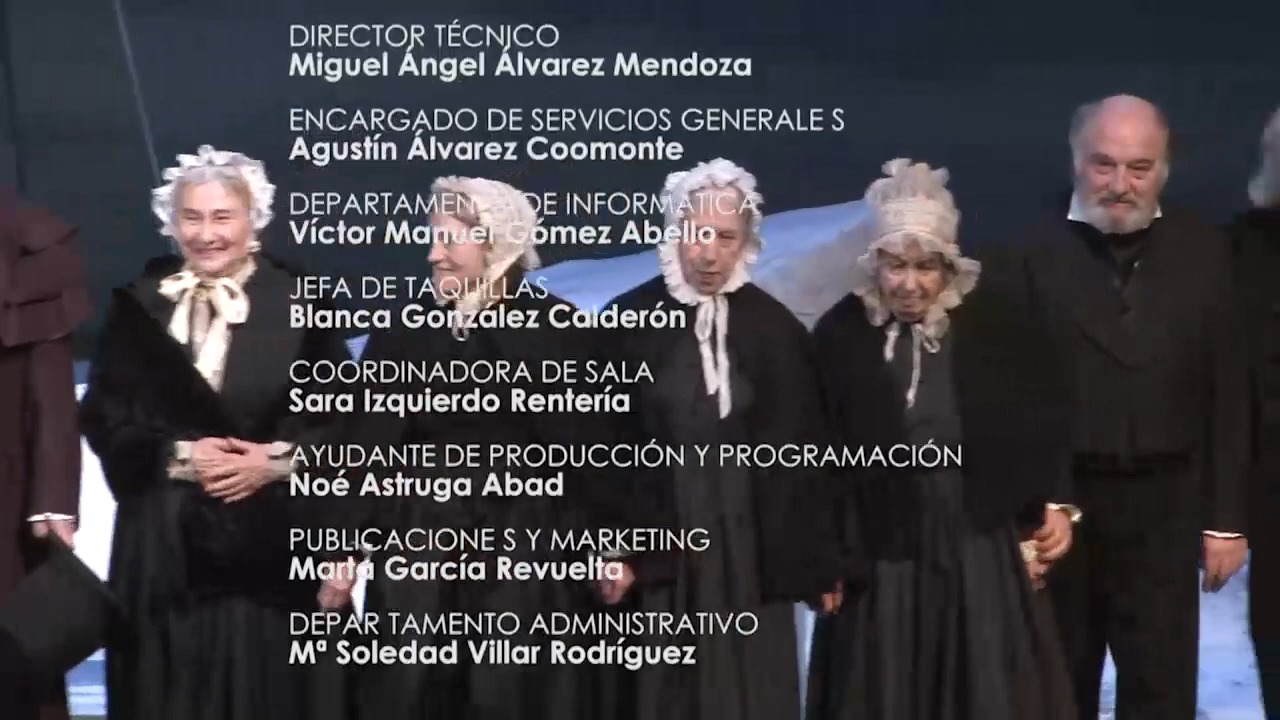 DIRECTOR TÉCNICO
Miguel Ángel Álvarez Mendoza
ENCARGADO DE SERVICIOS GENERALE S
Agustín Álvarez Coomonte
DEPARTAMENTO DE INFORMÁTICA
Víctor Manuel Gómez Abello
JEFA DE TAQUILLAS
Blanca González Calderón
COORDINADORA DE SALA
Sara Izquierdo Rentería
AYUDANTE DE PRODUCCIÓN Y PROGRAMACIÓN
Noé Astruga Abad
PUBLICACIONE S Y MARKETING
Marta García Revuelta
DEPAR TAMENTO ADMINISTRATIVO
Mª Soledad Villar Rodríguez